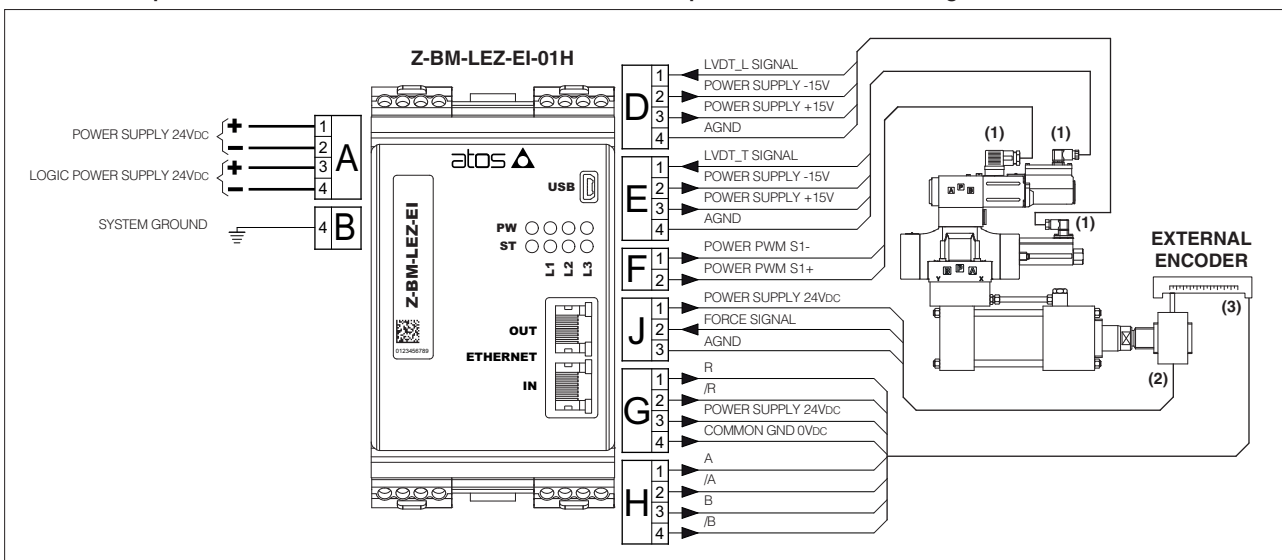 Z-BM-LEZ-EI-01H
POWER SUPPLY 24VDC
+
-
LOGIC POWER SUPPLY 24VDC
+
-
1
2
3
4
A
SYSTEM GROUND
4 B
atos
USB
PW
ST
L1 L2 L3
Z-BM-LEZ-EI
0123456789
OUT
ETHERNET
IN
D
1 LVDT_L SIGNAL
2 POWER SUPPLY -15V
3 POWER SUPPLY +15V
4 AGND
E
1 LVDT_T SIGNAL
2 POWER SUPPLY -15V
3 POWER SUPPLY +15V
4 AGND
F
1 POWER PWM S1-
2 POWER PWM S1+
J
1 POWER SUPPLY 24VDC
2 FORCE SIGNAL
3 AGND
G
1 R
2 /R
3 POWER SUPPLY 24VDC
4 COMMON GND 0VDC
H
1 A
2 /A
3 B
4 /B
(1)
(1)
A P B
(1)
B P A
Y X
EXTERNAL
ENCODER
(3)
(2)